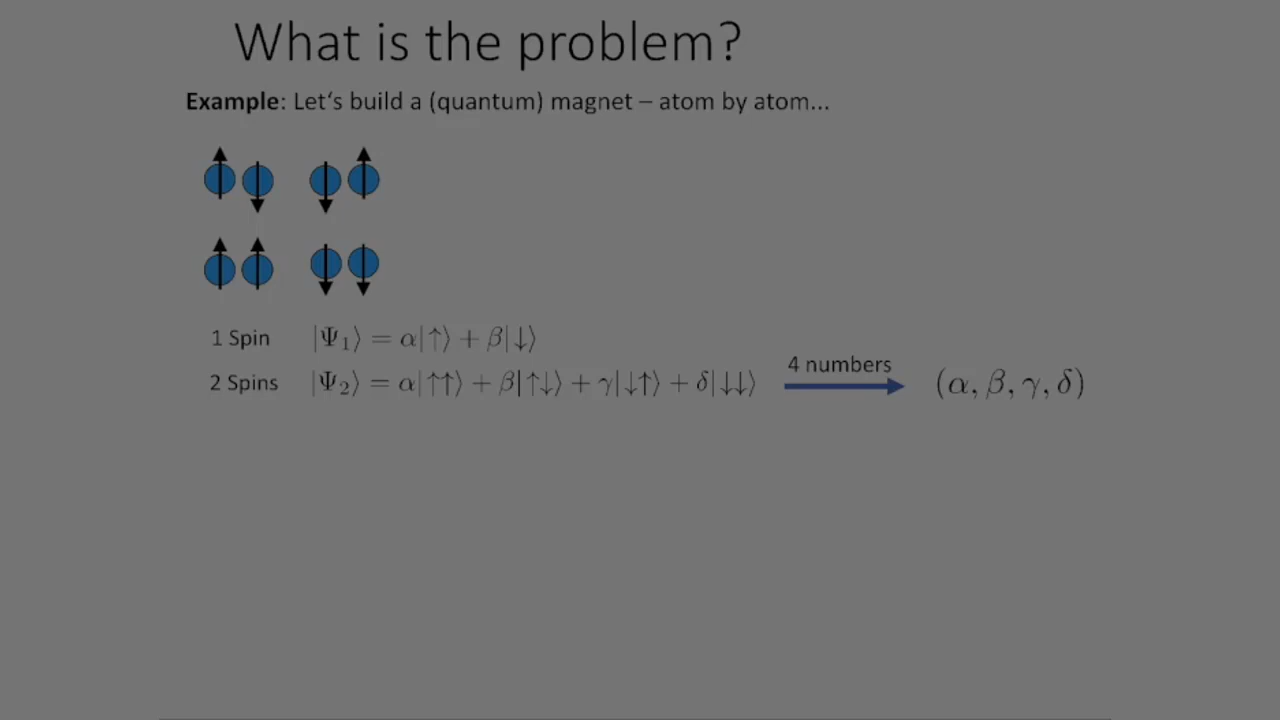 What is the problem?
Example: Let‘s build a (quantum) magnet – atom by atom...
1 Spin |Ψ₁⟩ = α|↑⟩ + β|↓⟩
2 Spins |Ψ₂⟩ = α|↑↑⟩ + β|↑↓⟩ + γ|↓↑⟩ + δ|↓↓⟩ 4 numbers (α, β, γ, δ)